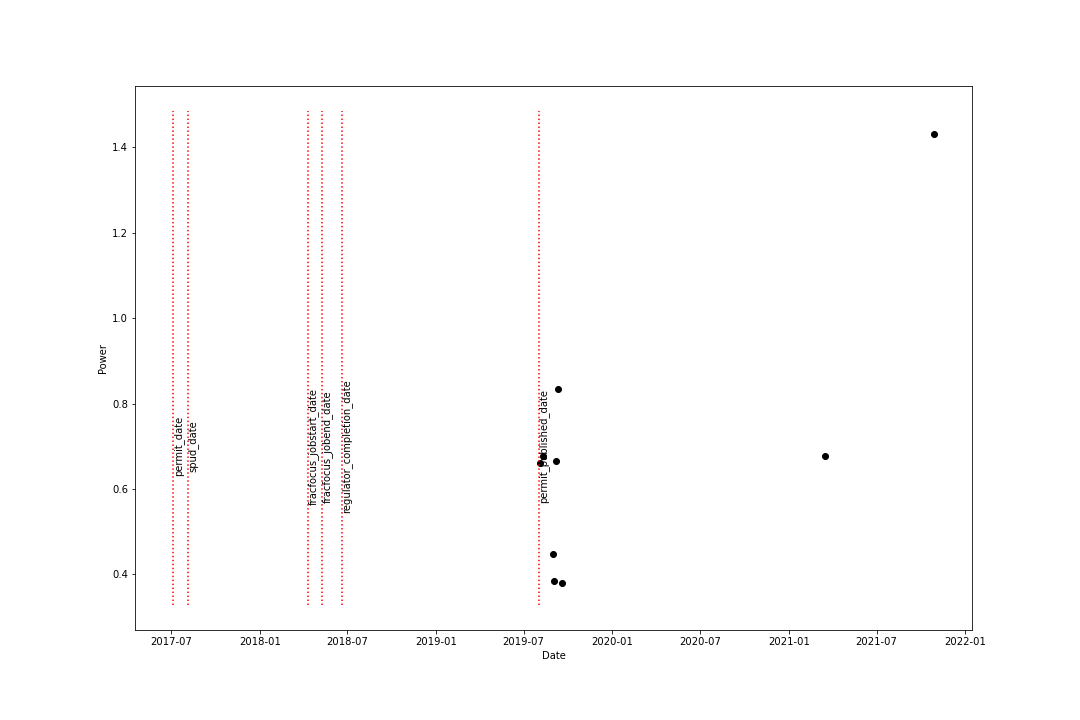 1.4
1.2
1.0
0.8
0.6
0.4
Power
permit_date
spud_date
fracfocus_jobstart_date
fracfocus_jobend_date
regulator_completion_date
permit_published_date
2017-07
2018-01
2018-07
2019-01
2019-07
2020-01
2020-07
2021-01
2021-07
2022-01
Date